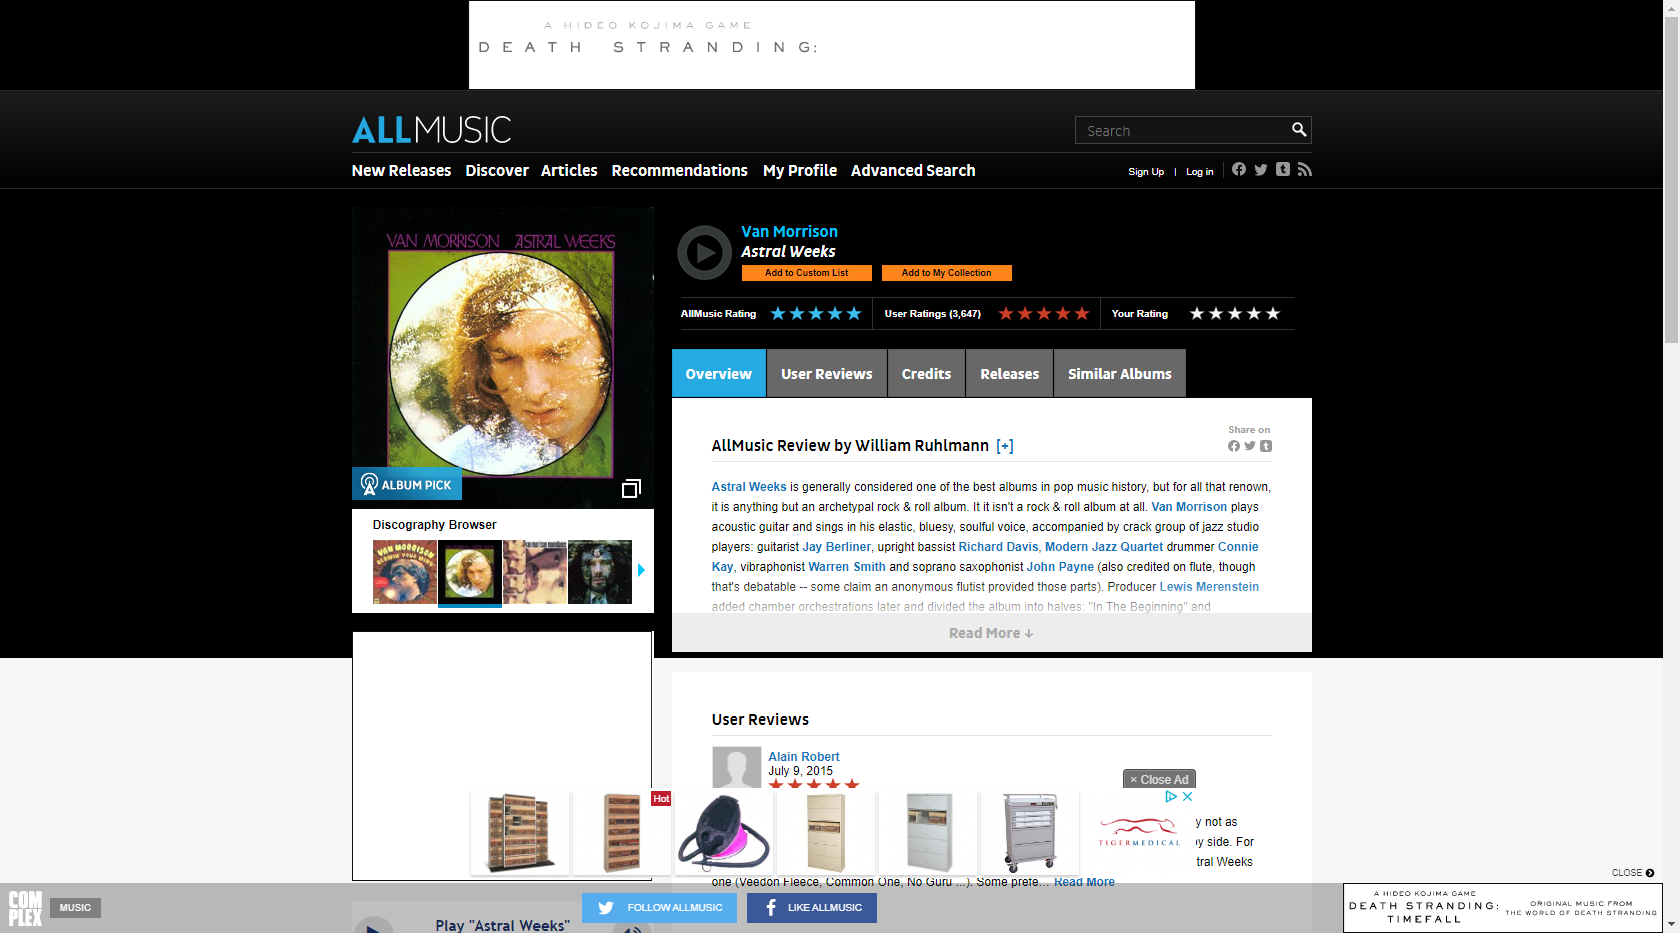 A HIDEO KOJIMA GAME
DEATH STRANDING:
ALLMUSIC
Search
New Releases Discover Articles Recommendations My Profile Advanced Search
Sign Up | Log in
VAN MORRISON ASTRAL WEEKS
ALBUM PICK
Van Morrison
Astral Weeks
Add to Custom List Add to My Collection
AllMusic Rating User Ratings (3,647) Your Rating
Overview User Reviews Credits Releases Similar Albums
Discography Browser
VAN MORRISON
AllMusic Review by William Ruhlmann [+]
Share on
Astral Weeks is generally considered one of the best albums in pop music history, but for all that renown,
it is anything but an archetypal rock & roll album. It it isn't a rock & roll album at all. Van Morrison plays
acoustic guitar and sings in his elastic, bluesy, soulful voice, accompanied by crack group of jazz studio
players: guitarist Jay Berliner, upright bassist Richard Davis, Modern Jazz Quartet drummer Connie
Kay, vibraphonist Warren Smith and soprano saxophonist John Payne (also credited on flute, though
that's debatable -- some claim an anonymous flutist provided those parts). Producer Lewis Merenstein
added chamber orchestrations later and divided the album into halves: "In The Beginning" and
Read More ↓
User Reviews
Alain Robert
July 9, 2015
× Close Ad
Hot
TIGERMEDICAL
y not as
y side. For
tral Weeks
one (Veedon Fleece, Common One, No Guru ...). Some prefe... Read More
CLOSE
COMPLEX
MUSIC
Play "Astral Weeks"
FOLLOW ALLMUSIC
LIKE ALLMUSIC
A HIDEO KOJIMA GAME
DEATH STRANDING:
TIMEFALL
ORIGINAL MUSIC FROM
THE WORLD OF DEATH STRANDING